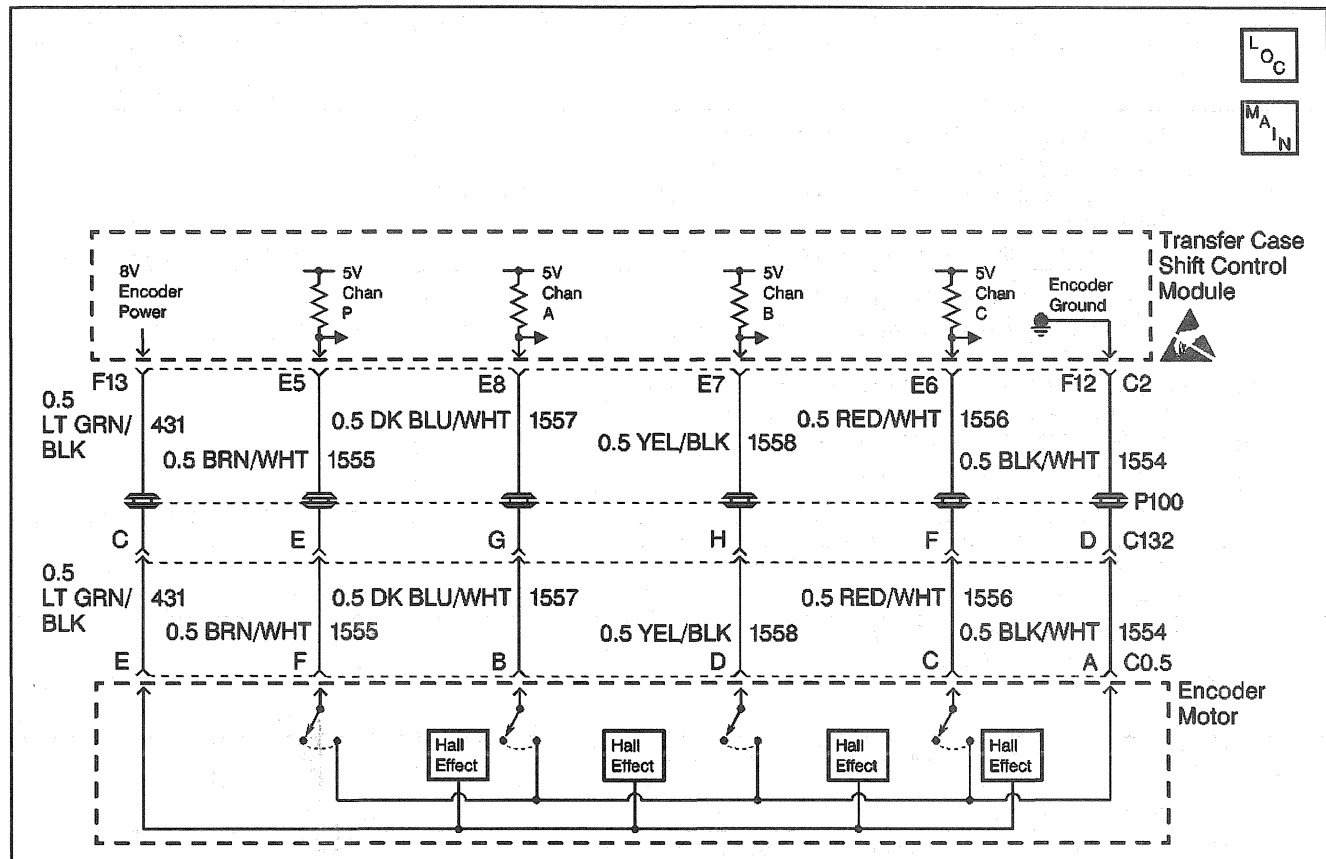 LOC
MAIN
Transfer Case
Shift Control
Module
8V
Encoder
Power
5V
Chan
P
5V
Chan
A
5V
Chan
B
5V
Chan
C
Encoder
Ground
F13 E5 E8 E7 E6 F12 C2
0.5
LT GRN/
BLK
431
0.5 BRN/WHT 1555
0.5 DK BLU/WHT 1557
0.5 YEL/BLK 1558
0.5 RED/WHT 1556
0.5 BLK/WHT 1554
P100
C E G H F D C132
0.5
LT GRN/
BLK
431
0.5 BRN/WHT 1555
0.5 DK BLU/WHT 1557
0.5 YEL/BLK 1558
0.5 RED/WHT 1556
0.5 BLK/WHT 1554
E F B D C A C0.5
Encoder
Motor
Hall
Effect
Hall
Effect
Hall
Effect
Hall
Effect